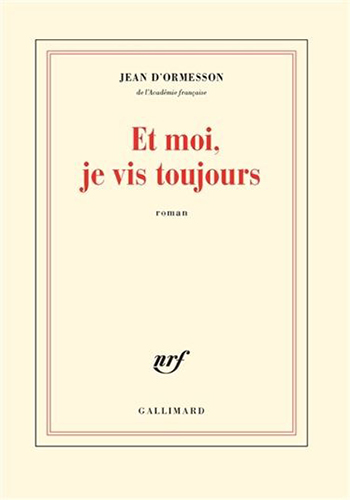 JEAN D'ORMESSON
de l'Académie française
Et moi,
je vis toujours
roman
nrf
GALLIMARD